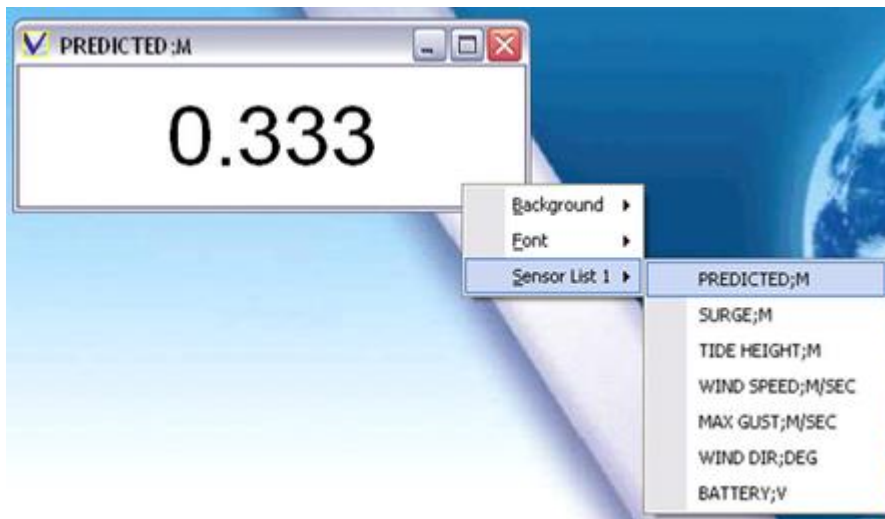 PREDICTED ;M
0.333
Background
Font
Sensor List 1
PREDICTED;M
SURGE;M
TIDE HEIGHT;M
WIND SPEED;M/SEC
MAX GUST;M/SEC
WIND DIR;DEG
BATTERY;V